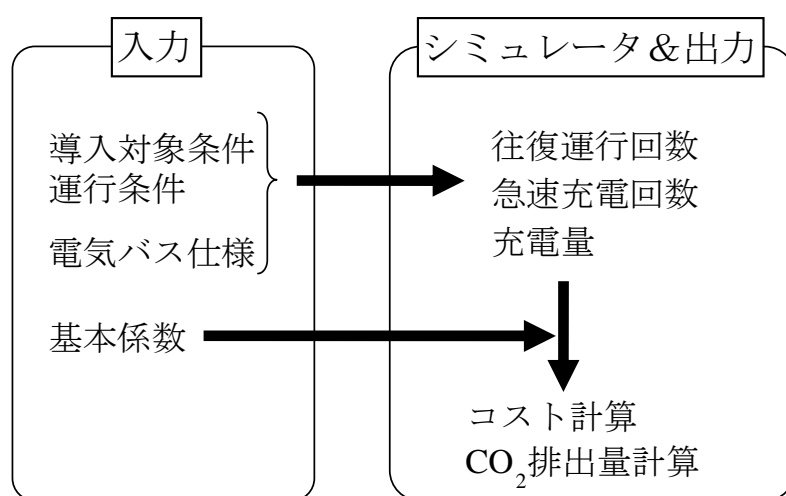 入力
導入対象条件
運行条件
電気バス仕様
基本係数
シミュレータ&出力
往復運行回数
急速充電回数
充電量
コスト計算
CO₂排出量計算